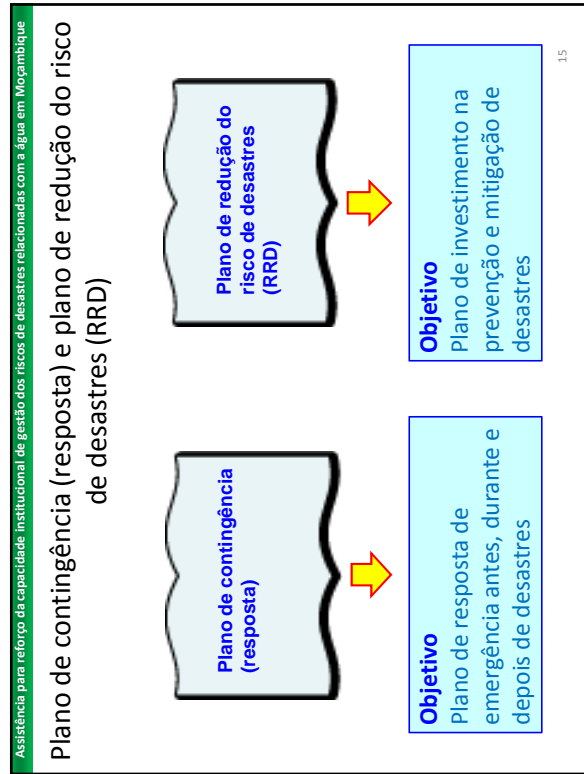 Assistência para reforço da capacidade institucional de gestão dos riscos de desastres relacionadas com a água em Moçambique
Plano de contingência (resposta) e plano de redução do risco
de desastres (RRD)
Plano de contingência
(resposta)
Objetivo
Plano de resposta de
emergência antes, durante e
depois de desastres
Plano de redução do
risco de desastres
(RRD)
Objetivo
Plano de investimento na
prevenção e mitigação de
desastres
15